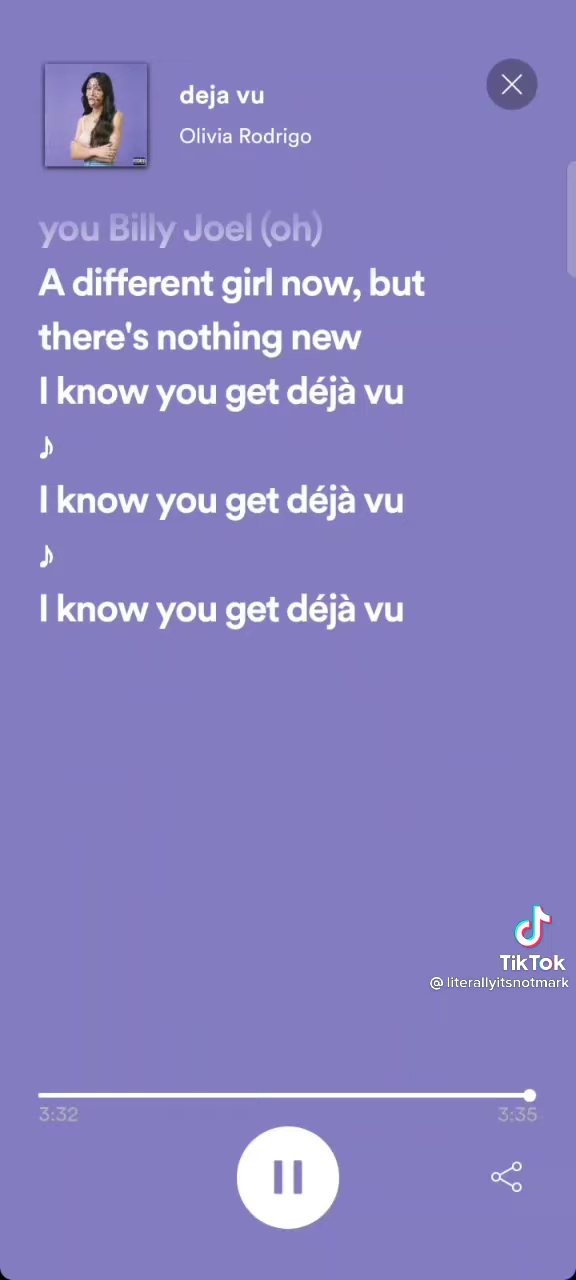 deja vu
Olivia Rodrigo
you Billy Joel (oh)
A different girl now, but
there's nothing new
I know you get déjà vu
♪
I know you get déjà vu
♪
I know you get déjà vu
TikTok
@literallyitsnotmark
3:32
3:35